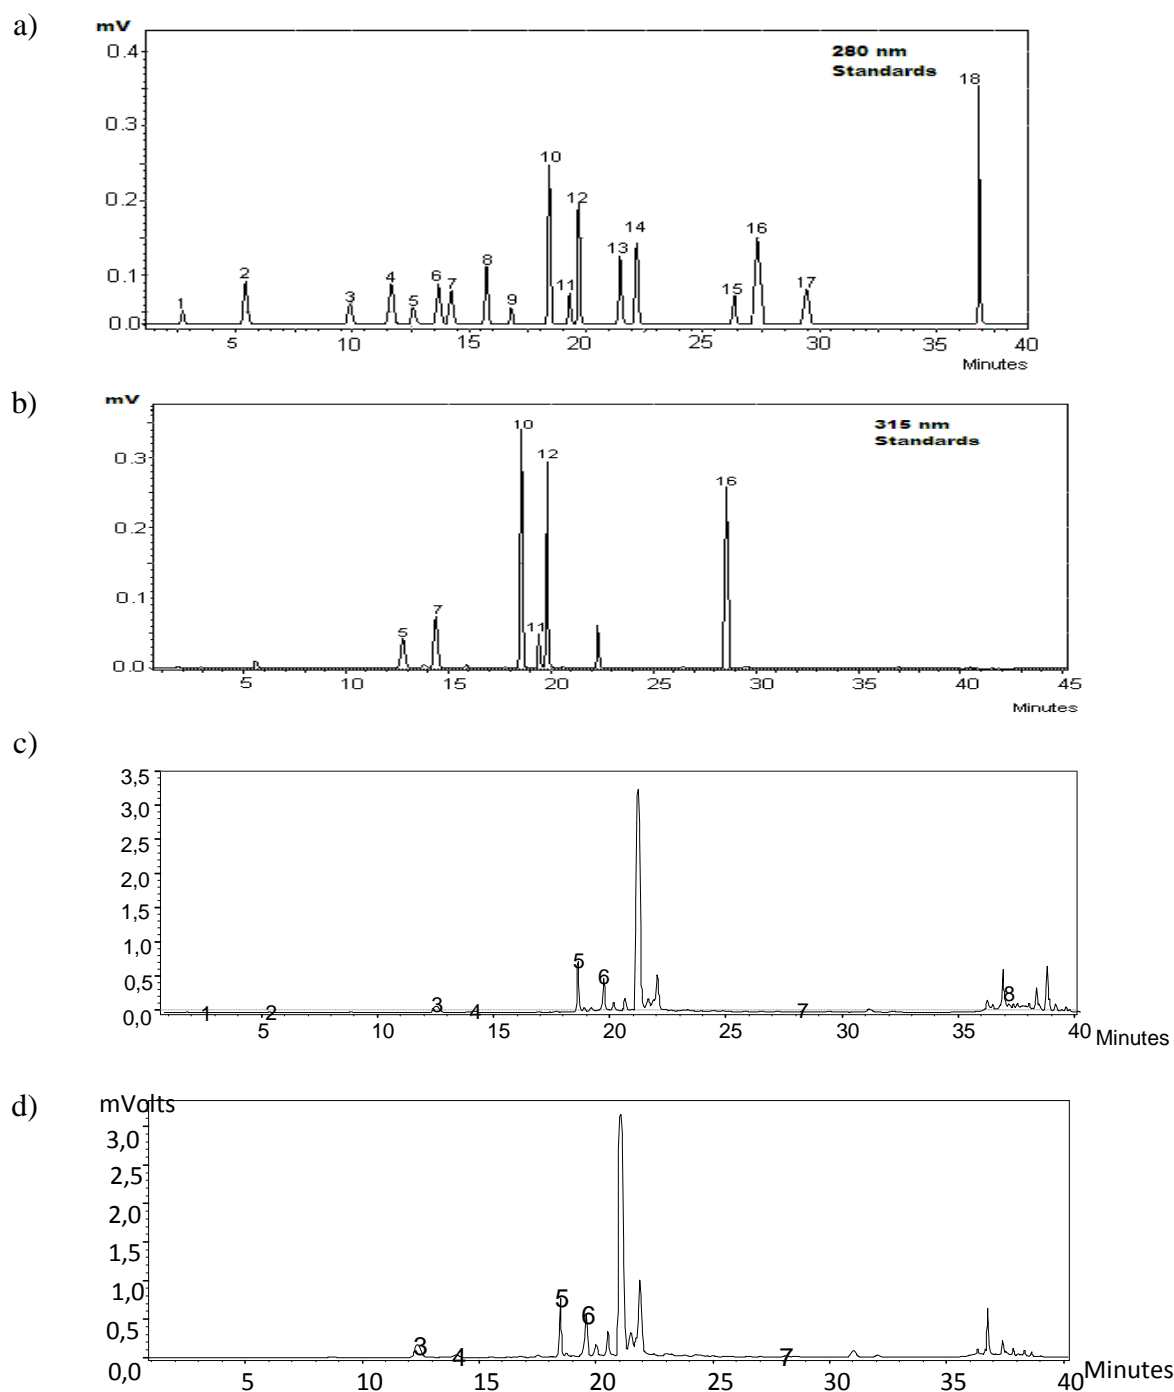 a)
mV
280 nm
Standards
0.4
0.3
0.2
0.1
0.0
1 2 3 4 5 6 7 8 9 10 11 12 13 14 15 16 17 18
5 10 15 20 25 30 35 40
Minutes
b)
mV
315 nm
Standards
0.3
0.2
0.1
0.0
5 7 10 11 12 16
5 10 15 20 25 30 35 40 45
Minutes
c)
3,5
3,0
2,5
2,0
1,5
1,0
0,5
0,0
1 2 3 4 5 6 7 8
5 10 15 20 25 30 35 40 Minutes
d)
mVolts
3,0
2,5
2,0
1,5
1,0
0,5
0,0
3 4 5 6 7
5 10 15 20 25 30 35 40 Minutes